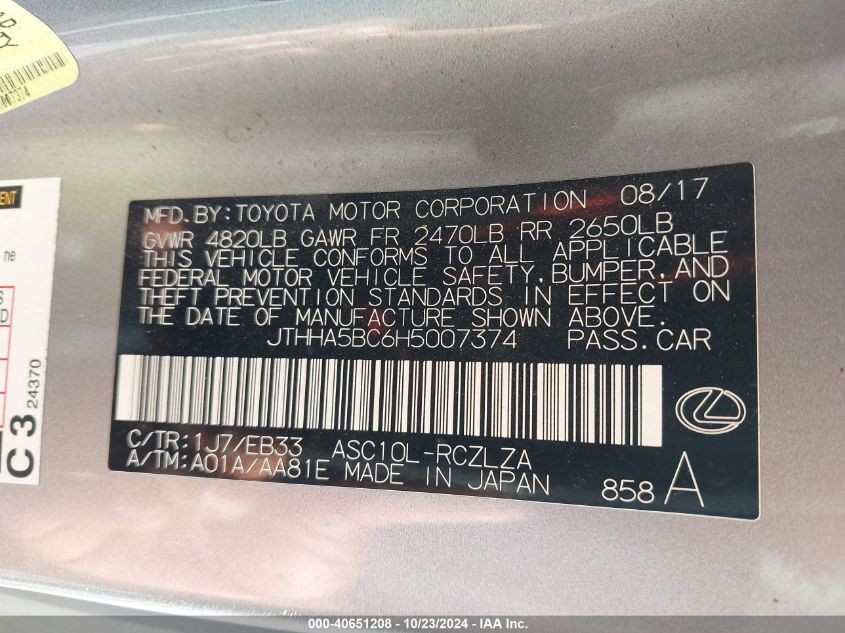 007374
ENT
ne
S
D
C3
24370
MFD. BY: TOYOTA MOTOR CORPORATION 08/17
GVWR 4820LB GAWR FR 2470LB RR 2650LB
THIS VEHICLE CONFORMS TO ALL APPLICABLE
FEDERAL MOTOR VEHICLE SAFETY, BUMPER, AND
THEFT PREVENTION STANDARDS IN EFFECT ON
THE DATE OF MANUFACTURE SHOWN ABOVE.
JTHHA5BC6H5007374 PASS. CAR
C/TR: 1J7/EB33 ASC10L-RCZLZA
A/TM: A01A/AA81E MADE IN JAPAN
858 A
000-40651208 - 10/23/2024 - IAA Inc.